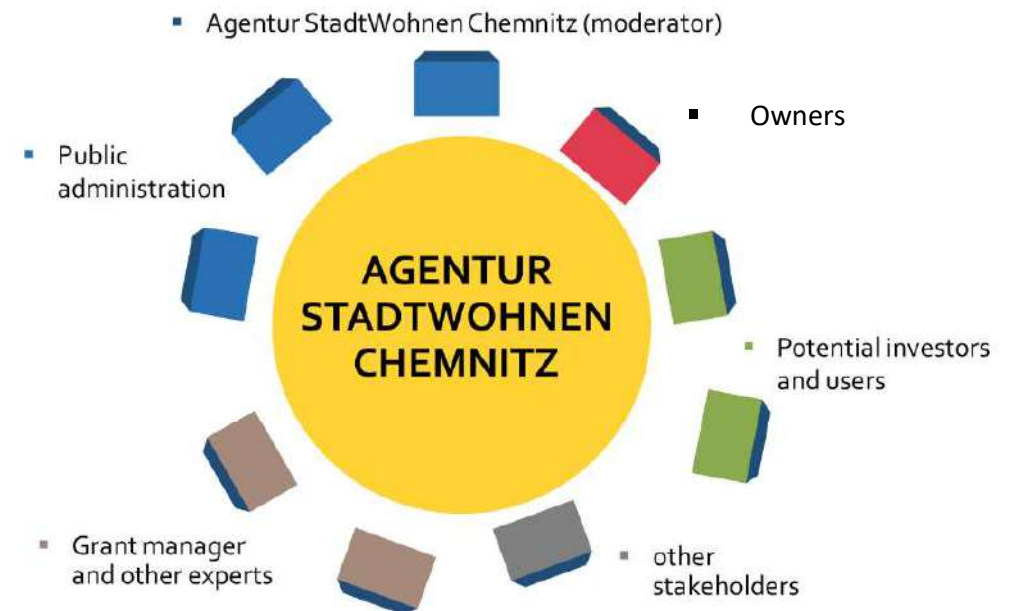 Agentur StadtWohnen Chemnitz (moderator)
Owners
Public
administration
AGENTUR
STADTWOHNEN
CHEMNITZ
Potential investors
and users
Grant manager
and other experts
other
stakeholders